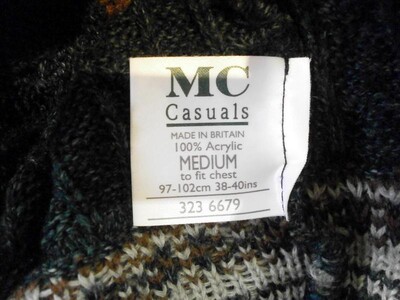 MC
Casuals
MADE IN BRITAIN
100% Acrylic
MEDIUM
to fit chest
97-102cm 38-40ins
323 6679